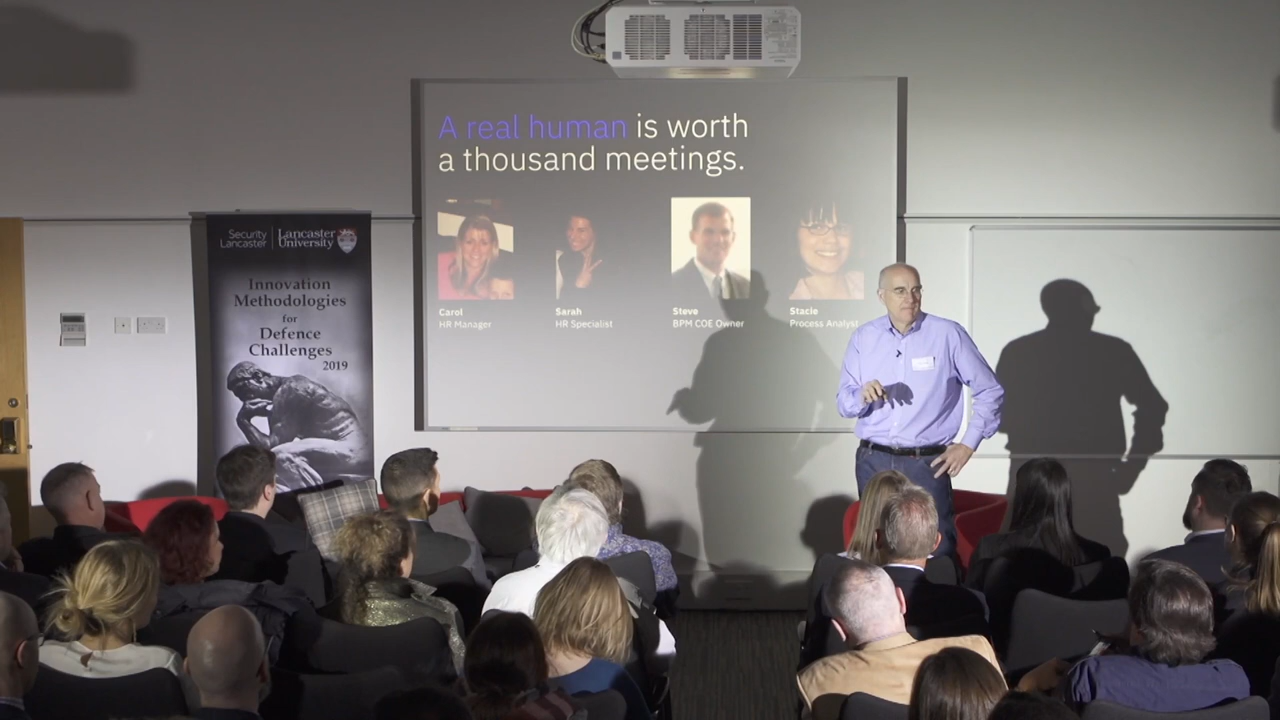 A real human is worth
a thousand meetings.
Carol
HR Manager
Sarah
HR Specialist
Steve
BPM COE Owner
Stacie
Process Analyst
Security
Lancaster
Lancaster
University
Innovation
Methodologies
for
Defence
Challenges
2019